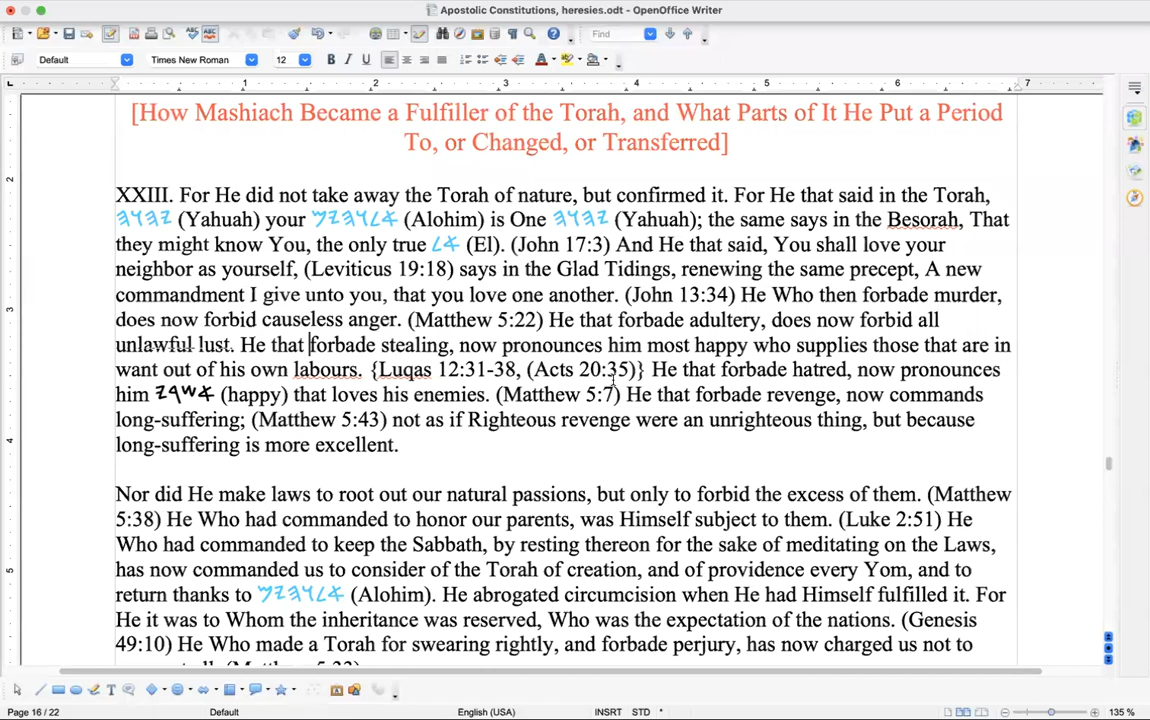 Apostolic Constitutions, heresies.odt - OpenOffice Writer
Find
Default Times New Roman 12
1 2 3 4 5 6 7
[How Mashiach Became a Fulfiller of the Torah, and What Parts of It He Put a Period
To, or Changed, or Transferred]
XXIII. For He did not take away the Torah of nature, but confirmed it. For He that said in the Torah,
𐤉𐤄𐤅𐤄 (Yahuah) your 𐤀𐤋𐤅𐤄𐤉𐤌 (Alohim) is One 𐤉𐤄𐤅𐤄 (Yahuah); the same says in the Besorah, That
they might know You, the only true 𐤀𐤋 (El). (John 17:3) And He that said, You shall love your
neighbor as yourself, (Leviticus 19:18) says in the Glad Tidings, renewing the same precept, A new
commandment I give unto you, that you love one another. (John 13:34) He Who then forbade murder,
does now forbid causeless anger. (Matthew 5:22) He that forbade adultery, does now forbid all
unlawful lust. He that forbade stealing, now pronounces him most happy who supplies those that are in
want out of his own labours. {Luqas 12:31-38, (Acts 20:35)} He that forbade hatred, now pronounces
him 𐤀𐤔𐤓𐤉 (happy) that loves his enemies. (Matthew 5:7) He that forbade revenge, now commands
long-suffering; (Matthew 5:43) not as if Righteous revenge were an unrighteous thing, but because
long-suffering is more excellent.
Nor did He make laws to root out our natural passions, but only to forbid the excess of them. (Matthew
5:38) He Who had commanded to honor our parents, was Himself subject to them. (Luke 2:51) He
Who had commanded to keep the Sabbath, by resting thereon for the sake of meditating on the Laws,
has now commanded us to consider of the Torah of creation, and of providence every Yom, and to
return thanks to 𐤀𐤋𐤅𐤄𐤉𐤌 (Alohim). He abrogated circumcision when He had Himself fulfilled it. For
He it was to Whom the inheritance was reserved, Who was the expectation of the nations. (Genesis
49:10) He Who made a Torah for swearing rightly, and forbade perjury, has now charged us not to
Page 16 / 22 Default English (USA) INSRT STD * 135 %